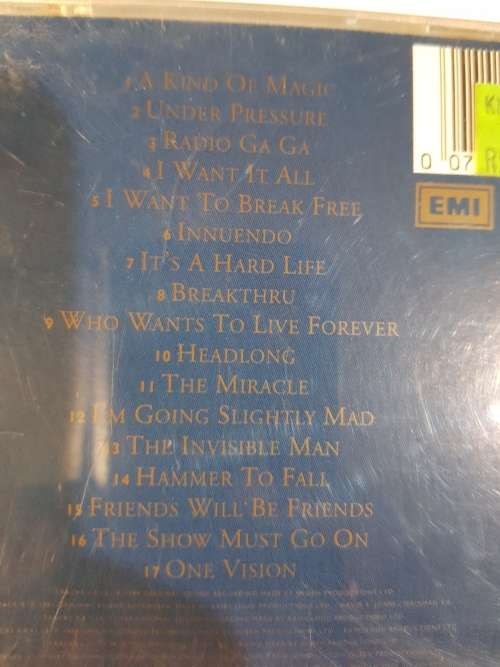 1 A Kind Of Magic
2 Under Pressure
3 Radio Ga Ga
4 I Want It All
5 I Want To Break Free
6 Innuendo
7 It's A Hard Life
8 Breakthru
9 Who Wants To Live Forever
10 Headlong
11 The Miracle
12 I'm Going Slightly Mad
13 The Invisible Man
14 Hammer To Fall
15 Friends Will Be Friends
16 The Show Must Go On
17 One Vision
0 07
K
R
EMI